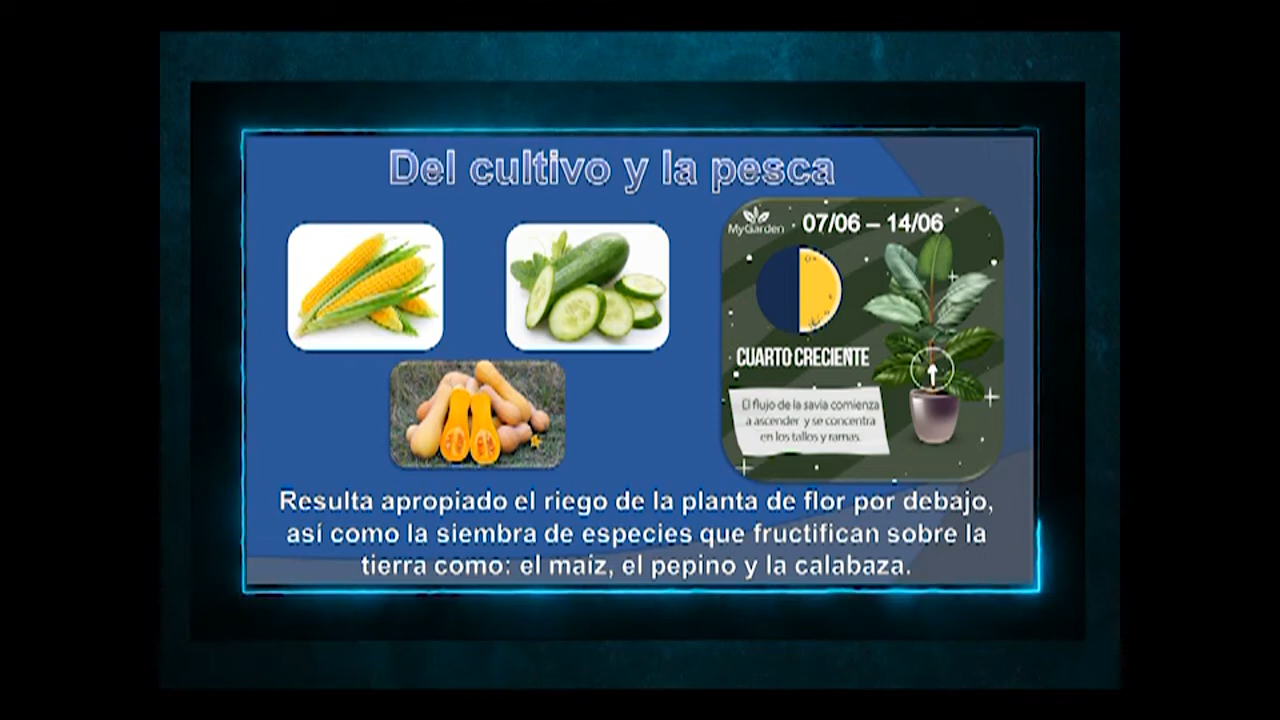 Del cultivo y la pesca
MyGarden
07/06 – 14/06
CUARTO CRECIENTE
El flujo de la savia comienza
a ascender y se concentra
en los tallos y ramas.
Resulta apropiado el riego de la planta de flor por debajo,
así como la siembra de especies que fructifican sobre la
tierra como: el maíz, el pepino y la calabaza.